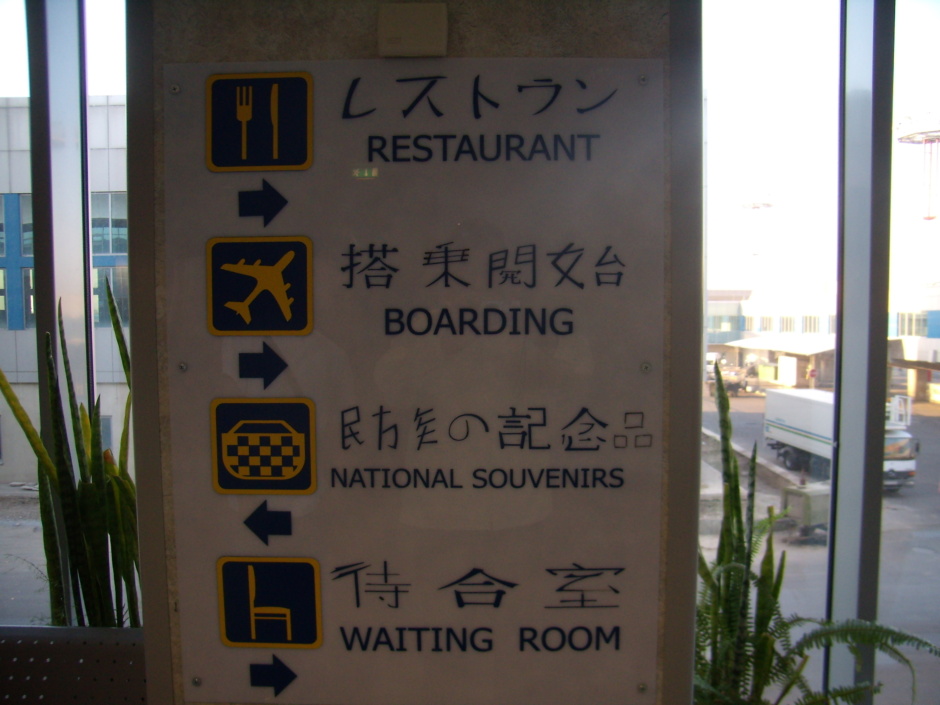 レストラン
RESTAURANT
搭乗開始
BOARDING
民族の記念品
NATIONAL SOUVENIRS
待合室
WAITING ROOM